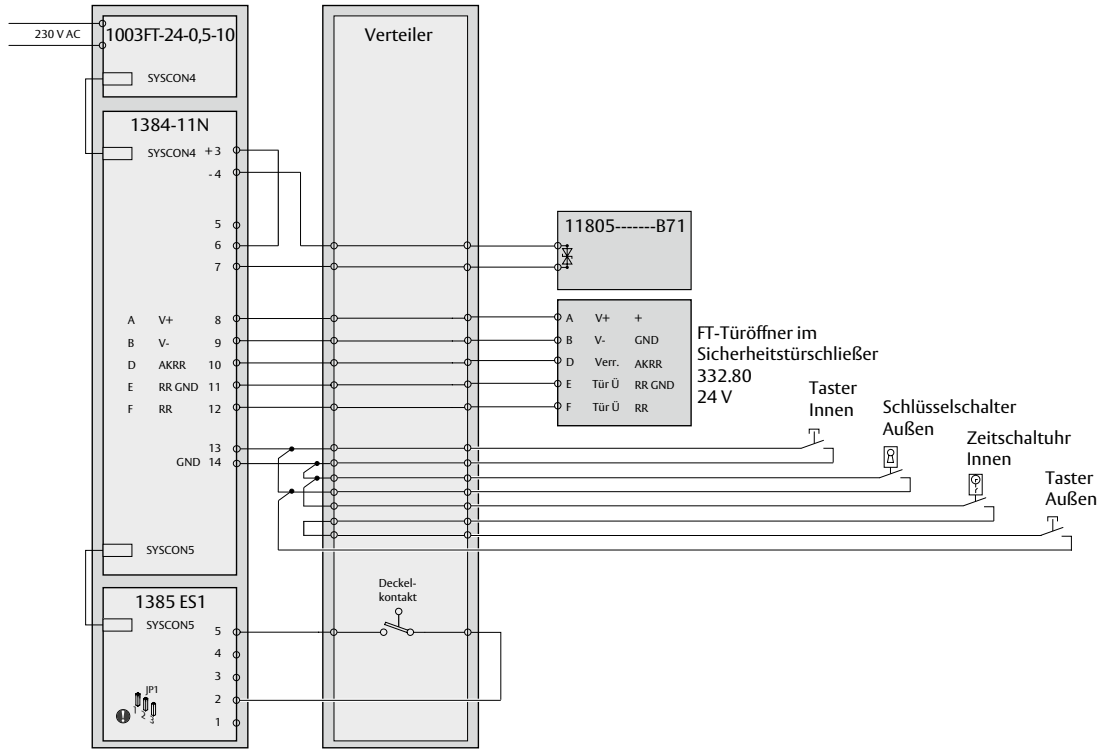 230 V AC
1003FT-24-0,5-10
SYSCON4
1384-11N
SYSCON4
+ 3
- 4
5
6
7
A V+ 8
B V- 9
D AKRR 10
E RR GND 11
F RR 12
13
GND 14
SYSCON5
1385 ES1
SYSCON5
5
4
3
2
1
JP1
1
2
3
Verteiler
Deckel-
kontakt
11805-------B71
A V+ +
B V- GND
D Verr. AKRR
E Tür Ü RR GND
F Tür Ü RR
FT-Türöffner im
Sicherheitstürschließer
332.80
24 V
Taster
Innen
Schlüsselschalter
Außen
Zeitschaltuhr
Innen
Taster
Außen